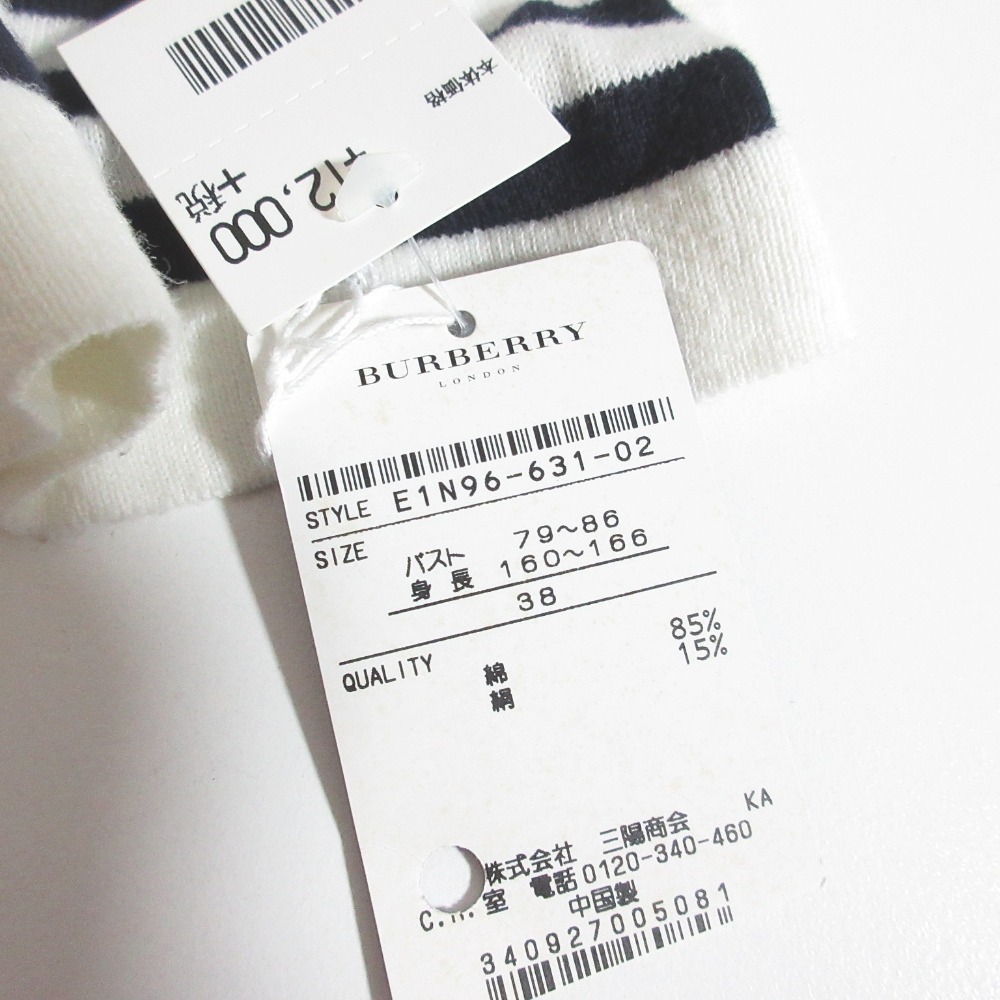 本体価格
¥12,000
+税
BURBERRY
LONDON
STYLE E1N96-631-02
SIZE バスト 79~86
身長 160~166
38
QUALITY 綿 85%
絹 15%
KA
株式会社 三陽商会
室 電話 0120-340-460
中国製
340927005081